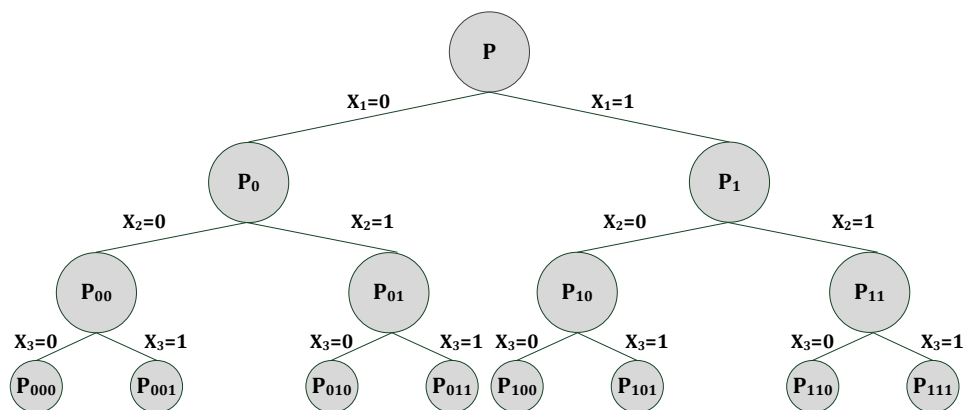 P
X₁=0 X₁=1
P₀ P₁
X₂=0 X₂=1 X₂=0 X₂=1
P₀₀ P₀₁ P₁₀ P₁₁
X₃=0 X₃=1 X₃=0 X₃=1 X₃=0 X₃=1 X₃=0 X₃=1
P₀₀₀ P₀₀₁ P₀₁₀ P₀₁₁ P₁₀₀ P₁₀₁ P₁₁₀ P₁₁₁